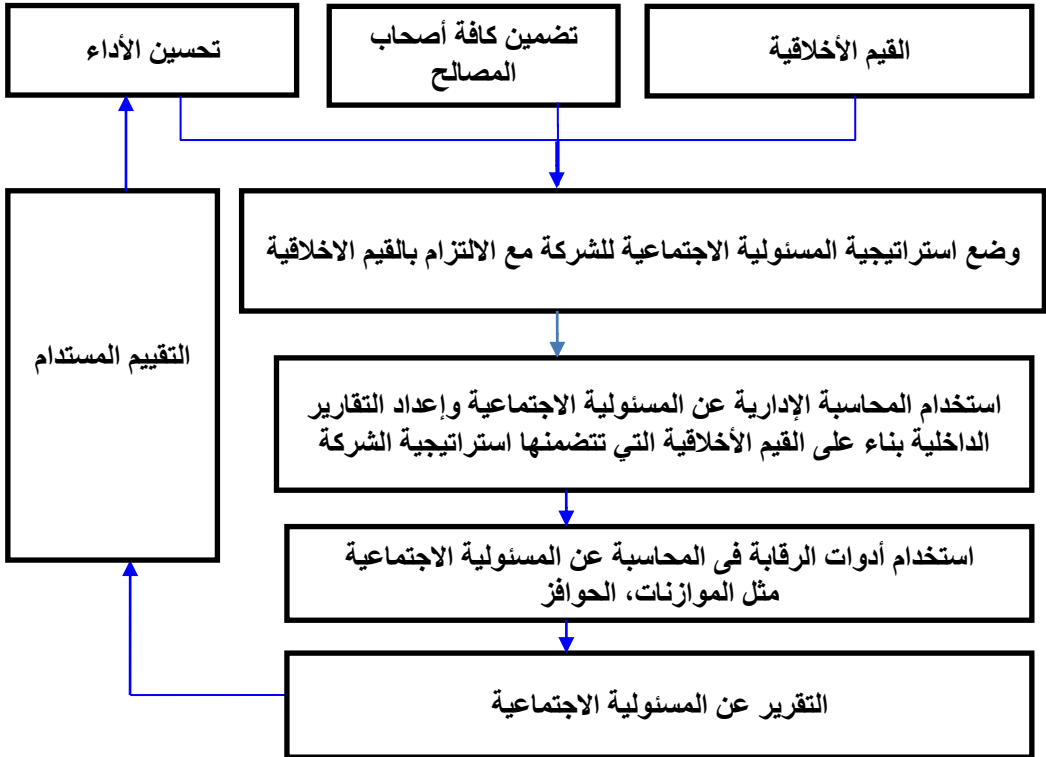 القيم الأخلاقية
تضمين كافة أصحاب
المصالح
تحسين الأداء
وضع استراتيجية المسئولية الاجتماعية للشركة مع الالتزام بالقيم الاخلاقية
استخدام المحاسبة الإدارية عن المسئولية الاجتماعية وإعداد التقارير
الداخلية بناء على القيم الأخلاقية التي تتضمنها استراتيجية الشركة
استخدام أدوات الرقابة فى المحاسبة عن المسئولية الاجتماعية
مثل الموازنات، الحوافز
التقرير عن المسئولية الاجتماعية
التقييم المستدام